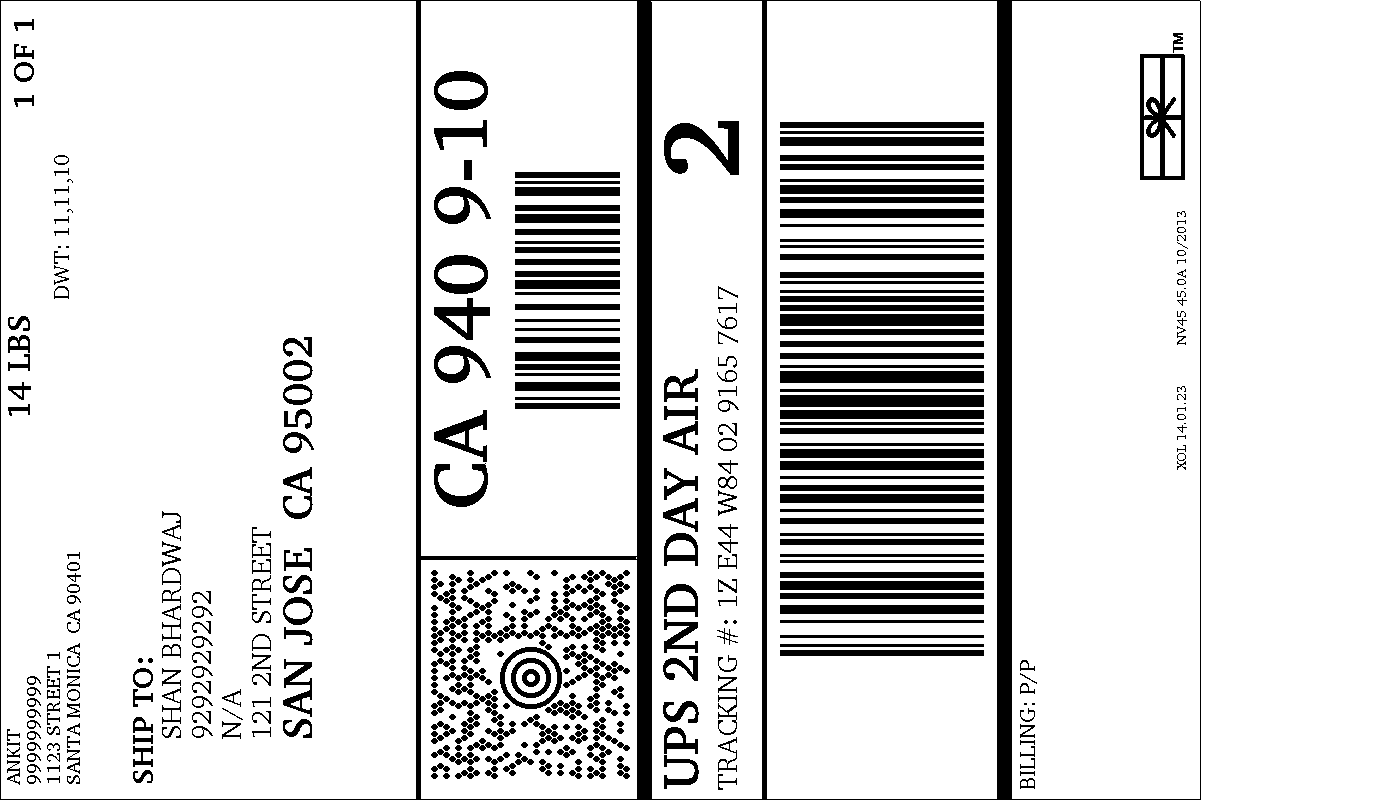 ANKIT
9999999999
1123 STREET 1
SANTA MONICA CA 90401
14 LBS
1 OF 1
DWT: 11,11,10
SHIP TO:
SHAN BHARDWAJ
9292929292
N/A
121 2ND STREET
SAN JOSE CA 95002
CA 940 9-10
UPS 2ND DAY AIR
TRACKING #: 1Z E44 W84 02 9165 7617
2
BILLING: P/P
XOL 14.01.23 NV45 45.0A 10/2013
TM